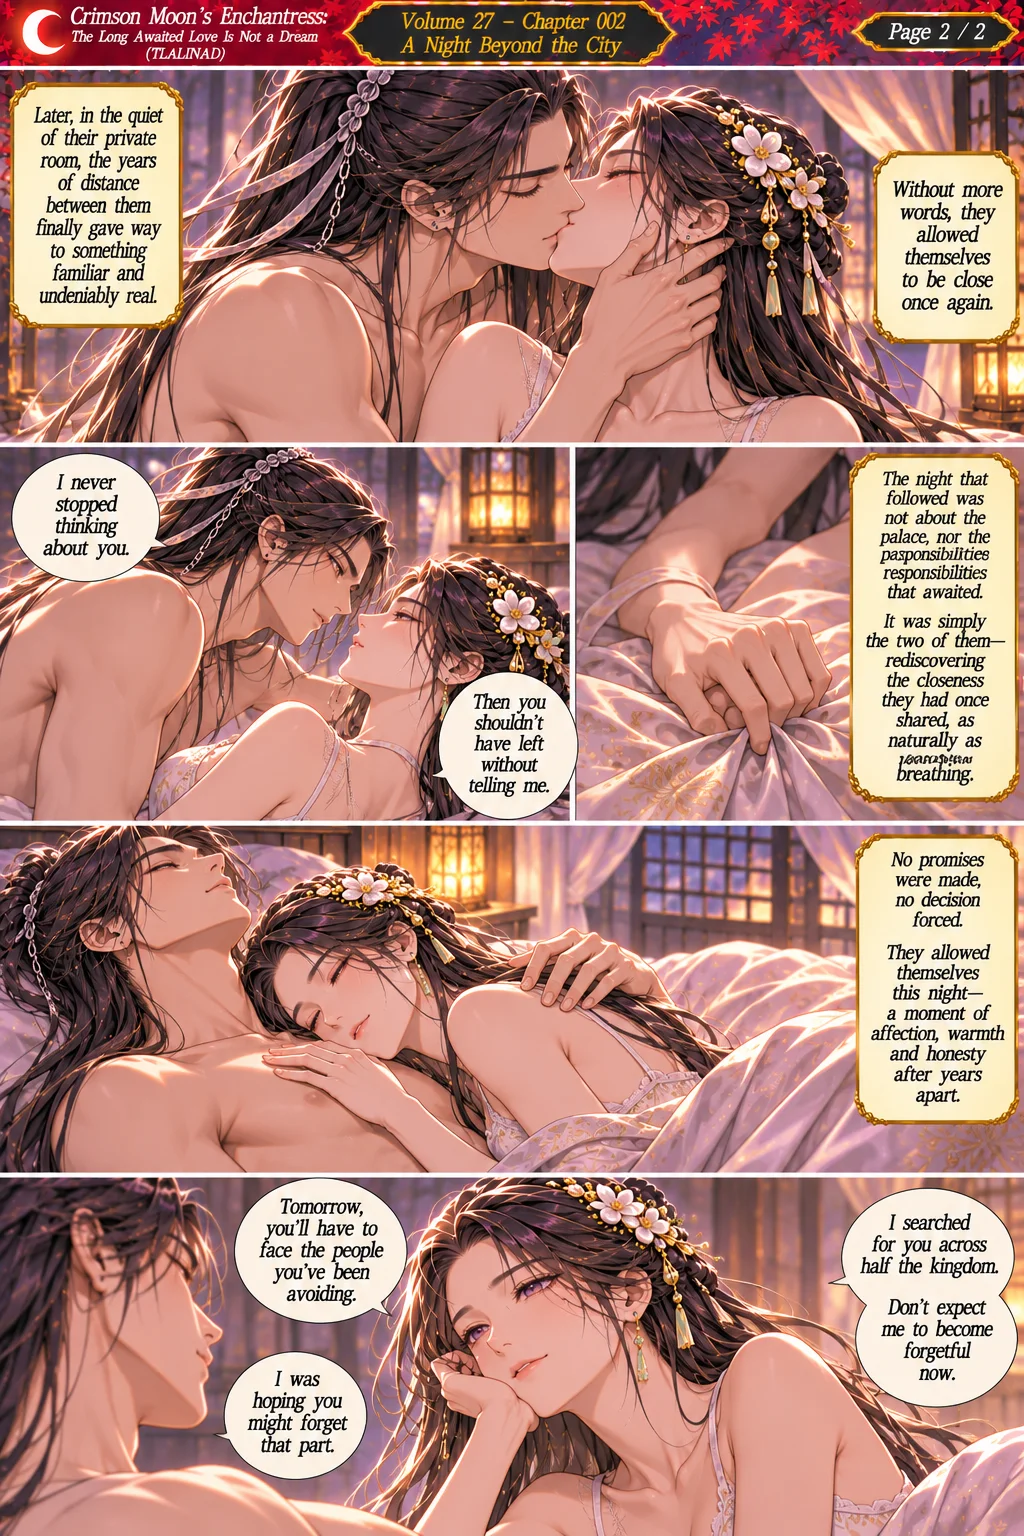 Crimson Moon's Enchantress:
The Long Awaited Love Is Not a Dream
(TLALINAD)
Volume 27 – Chapter 002
A Night Beyond the City
Page 2 / 2
Later, in the quiet
of their private
room, the years
of distance
between them
finally gave way
to something
familiar and
undeniably real.
Without more
words, they
allowed
themselves
to be close
once again.
I never
stopped
thinking
about you.
Then you
shouldn't
have left
without
telling me.
The night that
followed was
not about the
palace, nor the
pasponsibilities
responsibilities
that awaited.
It was simply
the two of them—
rediscovering
the closeness
they had once
shared, as
naturally as
breathing.
No promises
were made,
no decision
forced.
They allowed
themselves
this night—
a moment of
affection, warmth
and honesty
after years
apart.
Tomorrow,
you'll have to
face the people
you've been
avoiding.
I was
hoping you
might forget
that part.
I searched
for you across
half the kingdom.
Don't expect
me to become
forgetful
now.